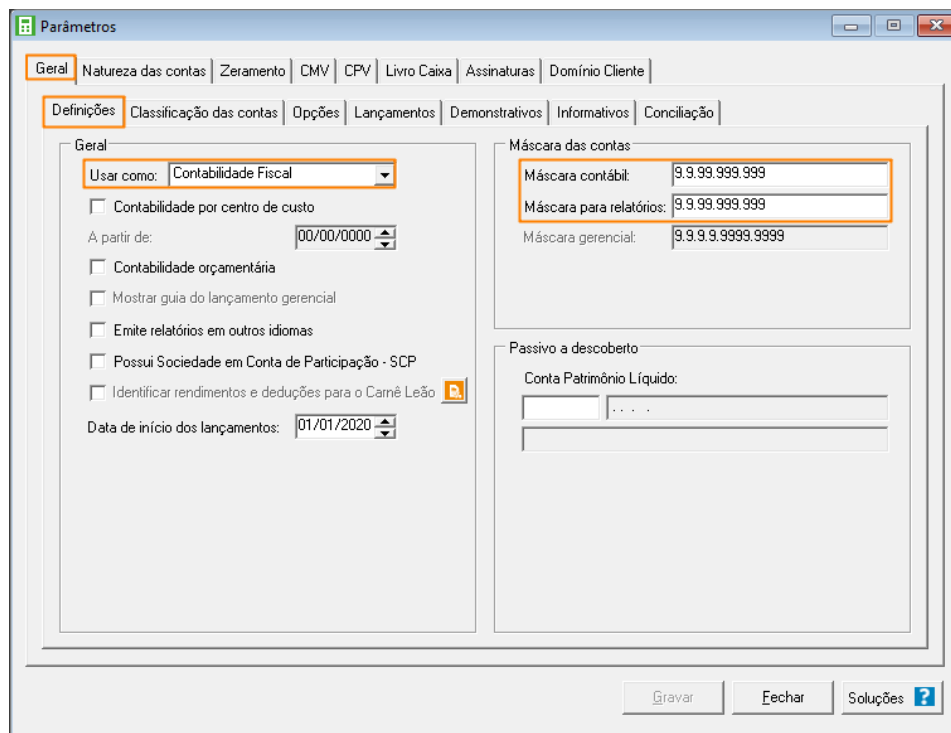 Parâmetros
Geral Natureza das contas Zeramento CMV CPV Livro Caixa Assinaturas Domínio Cliente
Definições Classificação das contas Opções Lançamentos Demonstrativos Informativos Conciliação
Geral
Usar como: Contabilidade Fiscal
Contabilidade por centro de custo
A partir de: 00/00/0000
Contabilidade orçamentária
Mostrar guia do lançamento gerencial
Emite relatórios em outros idiomas
Possui Sociedade em Conta de Participação - SCP
Identificar rendimentos e deduções para o Carnê Leão
Data de início dos lançamentos: 01/01/2020
Máscara das contas
Máscara contábil: 9.9.99.999.999
Máscara para relatórios: 9.9.99.999.999
Máscara gerencial: 9.9.9.9.9999.9999
Passivo a descoberto
Conta Patrimônio Líquido:
. . . .
Gravar Fechar Soluções ?